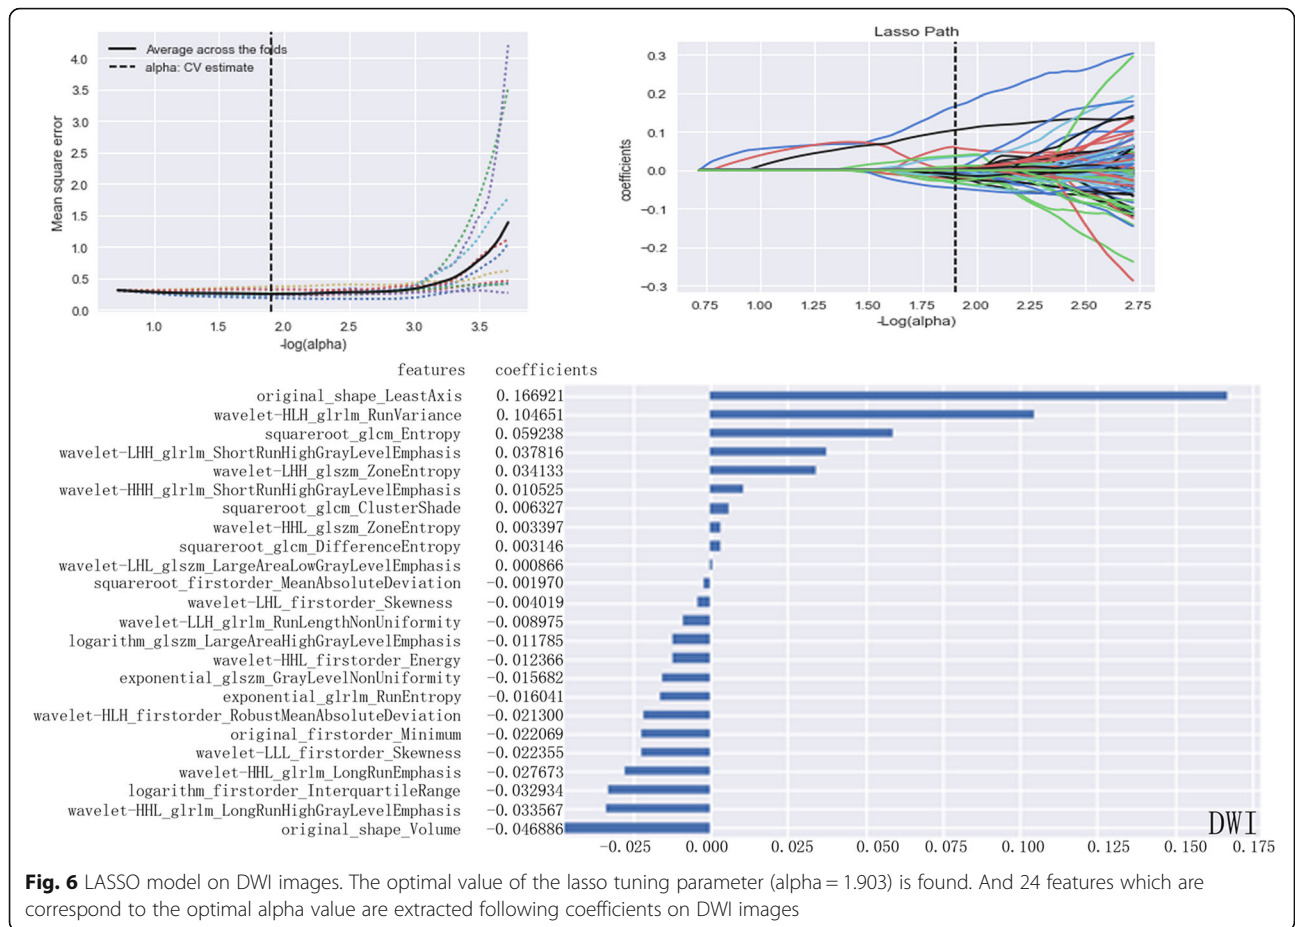 Average across the folds
alpha: CV estimate
Mean square error
4.0
3.5
3.0
2.5
2.0
1.5
1.0
0.5
0.0
1.0 1.5 2.0 2.5 3.0 3.5
-log(alpha)
Lasso Path
coefficients
0.3
0.2
0.1
0.0
-0.1
-0.2
-0.3
0.75 1.00 1.25 1.50 1.75 2.00 2.25 2.50 2.75
-Log(alpha)
features coefficients
original_shape_LeastAxis 0.166921
wavelet-HLH_glrlm_RunVariance 0.104651
squareroot_glcm_Entropy 0.059238
wavelet-LHH_glrlm_ShortRunHighGrayLevelEmphasis 0.037816
wavelet-LHH_glszm_ZoneEntropy 0.034133
wavelet-HHH_glrlm_ShortRunHighGrayLevelEmphasis 0.010525
squareroot_glcm_ClusterShade 0.006327
wavelet-HHL_glszm_ZoneEntropy 0.003397
squareroot_glcm_DifferenceEntropy 0.003146
wavelet-LHL_glszm_LargeAreaLowGrayLevelEmphasis 0.000866
squareroot_firstorder_MeanAbsoluteDeviation -0.001970
wavelet-LHL_firstorder_Skewness -0.004019
wavelet-LLH_glrlm_RunLengthNonUniformity -0.008975
logarithm_glszm_LargeAreaHighGrayLevelEmphasis -0.011785
wavelet-HHL_firstorder_Energy -0.012366
exponential_glszm_GrayLevelNonUniformity -0.015682
exponential_glrlm_RunEntropy -0.016041
wavelet-HLH_firstorder_RobustMeanAbsoluteDeviation -0.021300
original_firstorder_Minimum -0.022069
wavelet-LLL_firstorder_Skewness -0.022355
wavelet-HHL_glrlm_LongRunEmphasis -0.027673
logarithm_firstorder_InterquartileRange -0.032934
wavelet-HHL_glrlm_LongRunHighGrayLevelEmphasis -0.033567
original_shape_Volume -0.046886
DWI
-0.025 0.000 0.025 0.050 0.075 0.100 0.125 0.150 0.175
Fig. 6 LASSO model on DWI images. The optimal value of the lasso tuning parameter (alpha = 1.903) is found. And 24 features which are
correspond to the optimal alpha value are extracted following coefficients on DWI images